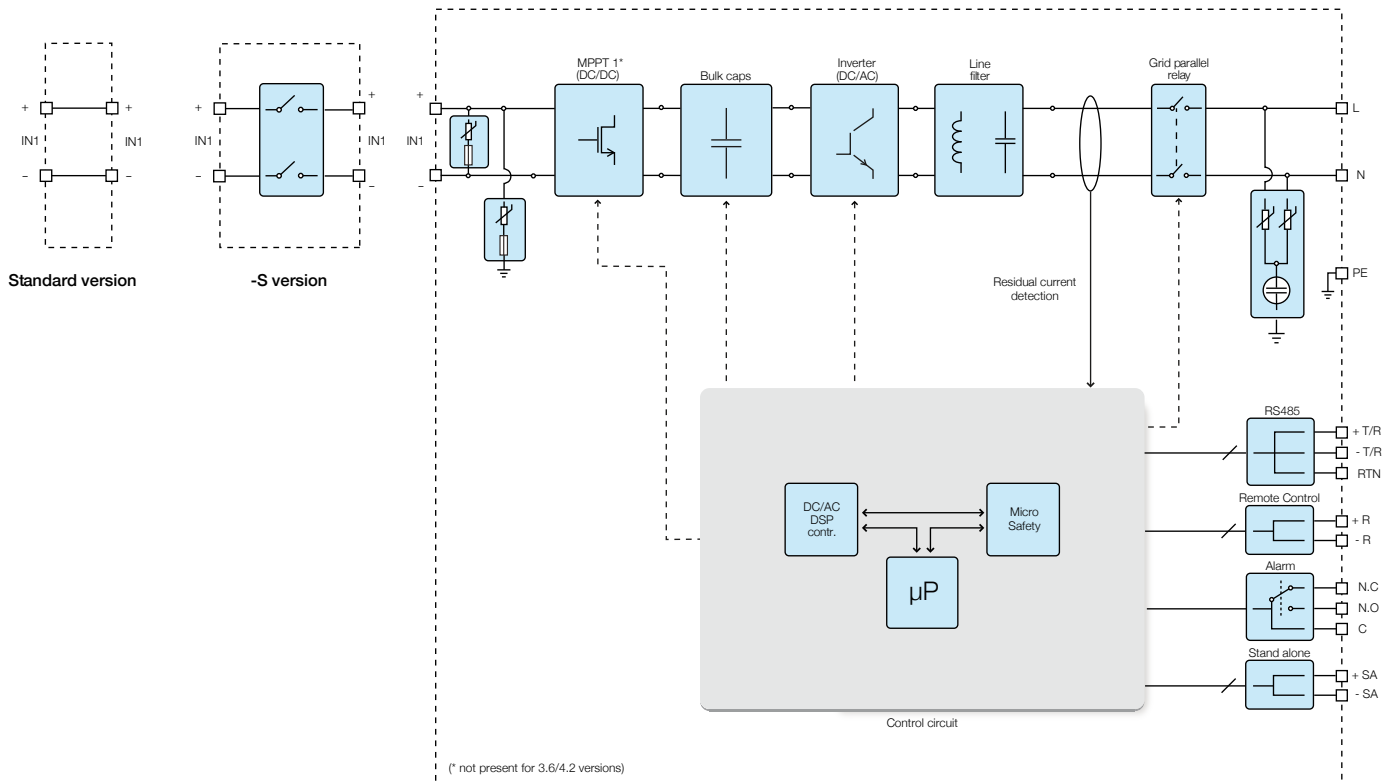 +
IN1
–
+
IN1
–
Standard version
+
IN1
–
+
IN1
–
-S version
+
IN1
–
MPPT 1*
(DC/DC)
Bulk caps
Inverter
(DC/AC)
Line
filter
Grid parallel
relay
L
N
PE
Residual current
detection
RS485
+ T/R
- T/R
RTN
Remote Control
+ R
- R
Alarm
N.C
N.O
C
Stand alone
+ SA
- SA
DC/AC
DSP
contr.
Micro
Safety
µP
Control circuit
(* not present for 3.6/4.2 versions)